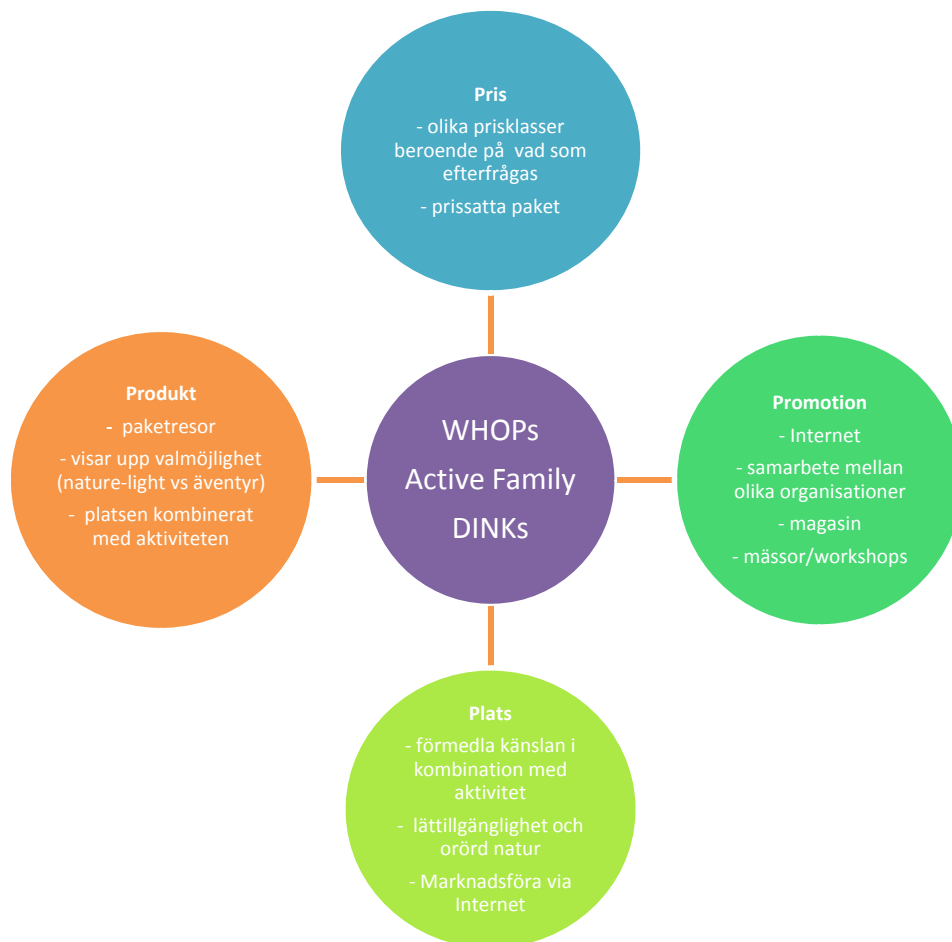 Pris
- olika prisklasser
beroende på vad som
efterfrågas
- prissatta paket
Produkt
- paketresor
- visar upp valmöjlighet
(nature-light vs äventyr)
- platsen kombinerat
med aktiviteten
WHOPs
Active Family
DINKs
Promotion
- Internet
- samarbete mellan
olika organisationer
- magasin
- mässor/workshops
Plats
- förmedla känslan i
kombination med
aktivitet
- lättillgänglighet och
orörd natur
- Marknadsföra via
Internet